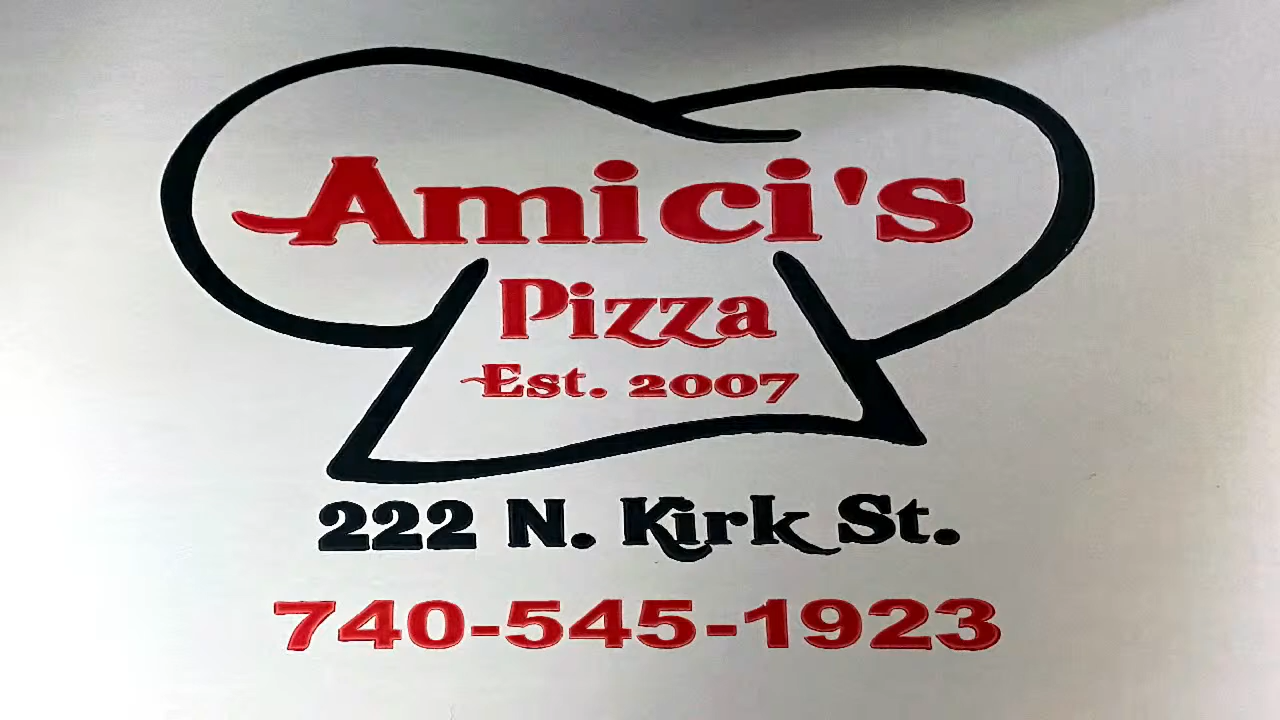 Amici's
Pizza
Est. 2007
222 N. Kirk St.
740-545-1923